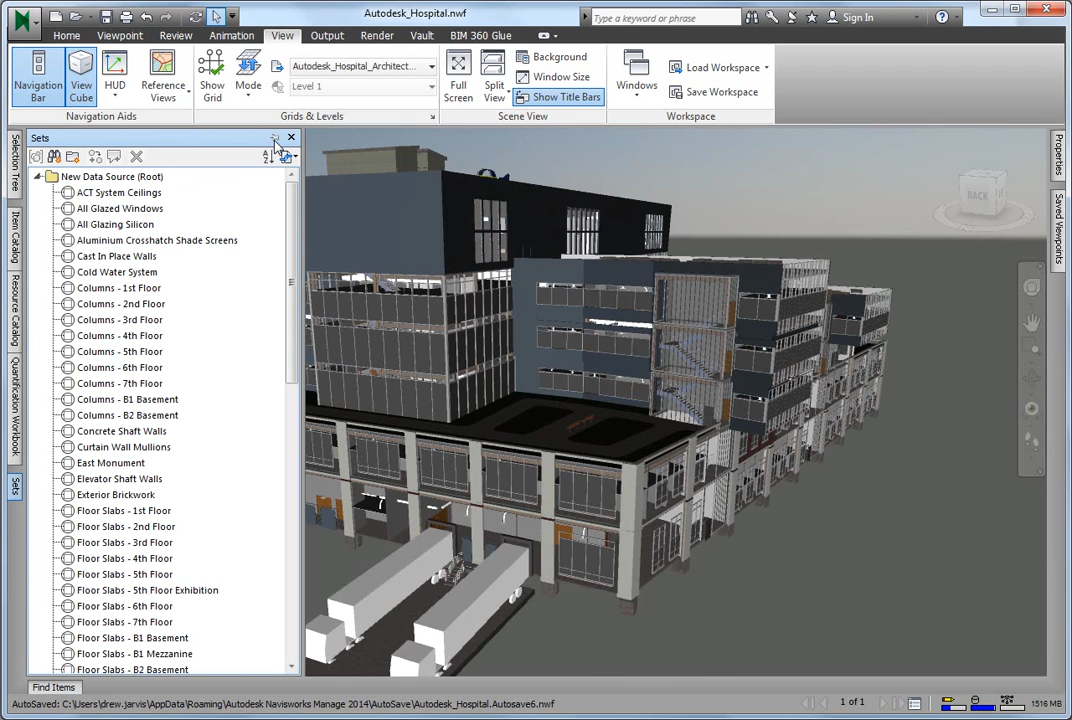 Autodesk_Hospital.nwf
Type a keyword or phrase
Sign In
Home
Viewpoint
Review
Animation
View
Output
Render
Vault
BIM 360 Glue
Navigation Bar
View Cube
HUD
Reference Views
Navigation Aids
Show Grid
Mode
Autodesk_Hospital_Architect...
Level 1
Grids & Levels
Full Screen
Split View
Background
Window Size
Show Title Bars
Scene View
Windows
Load Workspace
Save Workspace
Workspace
Sets
Selection Tree
Item Catalog
Resource Catalog
Quantification Workbook
Sets
New Data Source (Root)
ACT System Ceilings
All Glazed Windows
All Glazing Silicon
Aluminium Crosshatch Shade Screens
Cast In Place Walls
Cold Water System
Columns - 1st Floor
Columns - 2nd Floor
Columns - 3rd Floor
Columns - 4th Floor
Columns - 5th Floor
Columns - 6th Floor
Columns - 7th Floor
Columns - B1 Basement
Columns - B2 Basement
Concrete Shaft Walls
Curtain Wall Mullions
East Monument
Elevator Shaft Walls
Exterior Brickwork
Floor Slabs - 1st Floor
Floor Slabs - 2nd Floor
Floor Slabs - 3rd Floor
Floor Slabs - 4th Floor
Floor Slabs - 5th Floor
Floor Slabs - 5th Floor Exhibition
Floor Slabs - 6th Floor
Floor Slabs - 7th Floor
Floor Slabs - B1 Basement
Floor Slabs - B1 Mezzanine
Floor Slabs - B2 Basement
BACK
Properties
Saved Viewpoints
Find Items
AutoSaved: C:\Users\drew.jarvis\AppData\Roaming\Autodesk Navisworks Manage 2014\AutoSave\Autodesk_Hospital.Autosave6.nwf
1 of 1
1516 MB